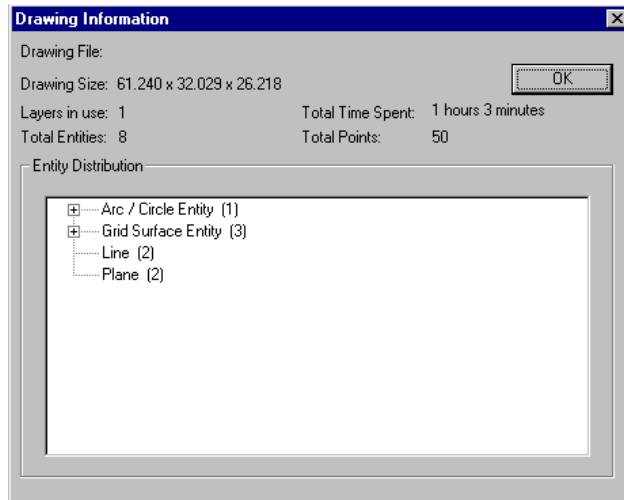 Drawing Information
Drawing File:
Drawing Size: 61.240 x 32.029 x 26.218
OK
Layers in use: 1
Total Time Spent: 1 hours 3 minutes
Total Entities: 8
Total Points: 50
Entity Distribution
Arc / Circle Entity (1)
Grid Surface Entity (3)
Line (2)
Plane (2)